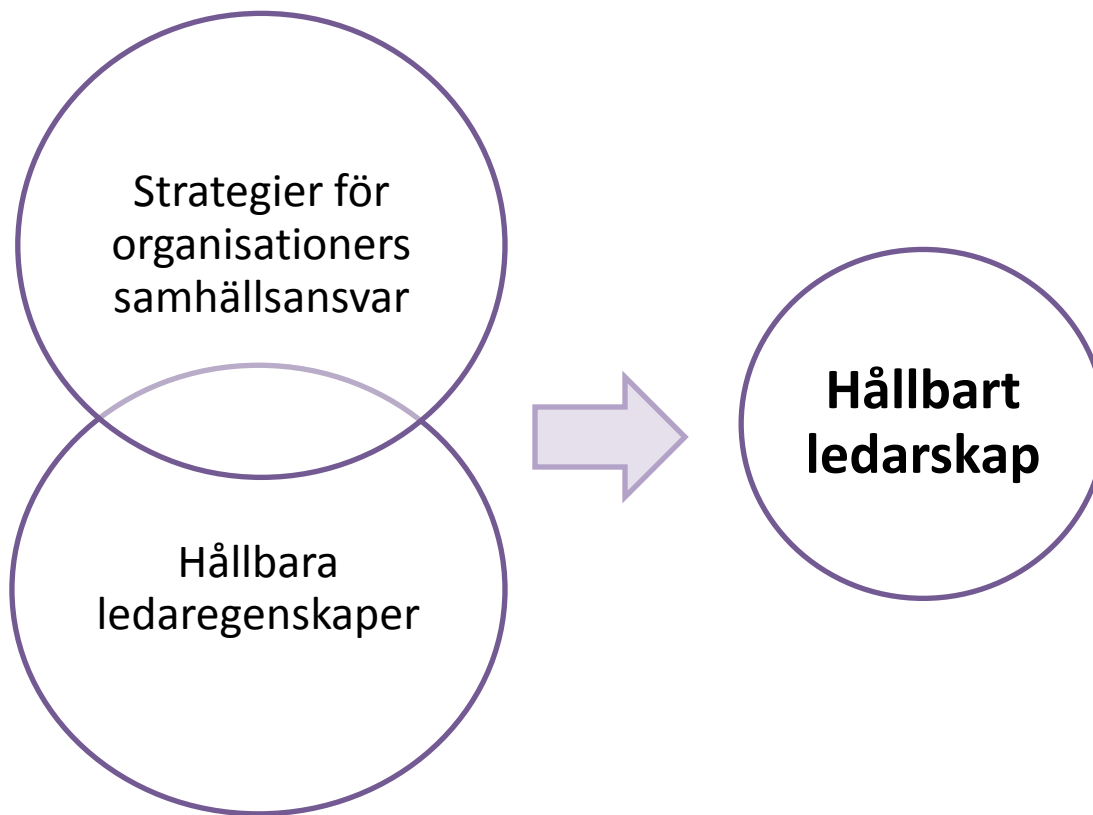 Strategier för
organisationers
samhällsansvar
Hållbara
ledaregenskaper
Hållbart
ledarskap